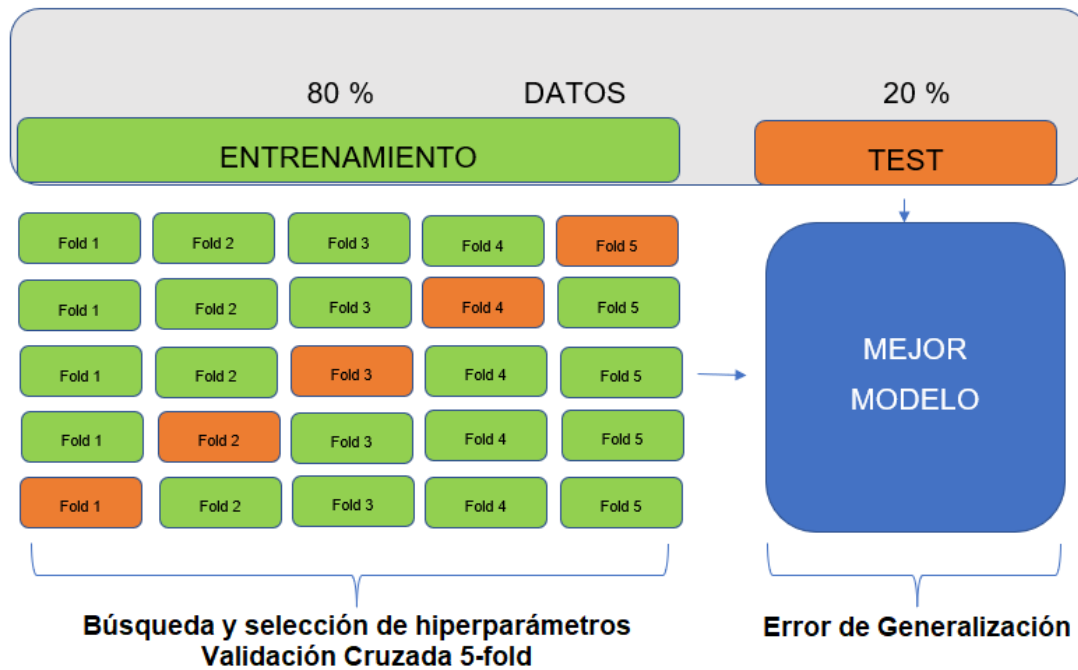 80 % DATOS 20 %
ENTRENAMIENTO TEST
Fold 1 Fold 2 Fold 3 Fold 4 Fold 5
Fold 1 Fold 2 Fold 3 Fold 4 Fold 5
Fold 1 Fold 2 Fold 3 Fold 4 Fold 5
Fold 1 Fold 2 Fold 3 Fold 4 Fold 5
Fold 1 Fold 2 Fold 3 Fold 4 Fold 5
MEJOR
MODELO
Búsqueda y selección de hiperparámetros
Validación Cruzada 5-fold
Error de Generalización